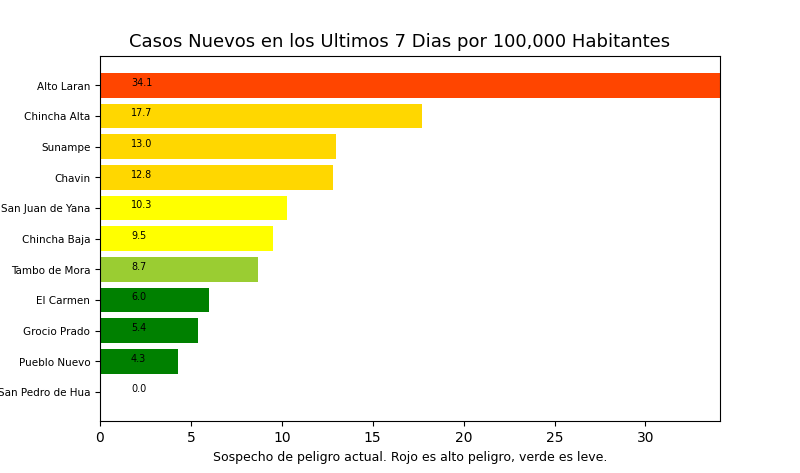 Casos Nuevos en los Ultimos 7 Dias por 100,000 Habitantes
Alto Laran 34.1
Chincha Alta 17.7
Sunampe 13.0
Chavin 12.8
San Juan de Yana 10.3
Chincha Baja 9.5
Tambo de Mora 8.7
El Carmen 6.0
Grocio Prado 5.4
Pueblo Nuevo 4.3
San Pedro de Hua 0.0
0 5 10 15 20 25 30
Sospecho de peligro actual. Rojo es alto peligro, verde es leve.